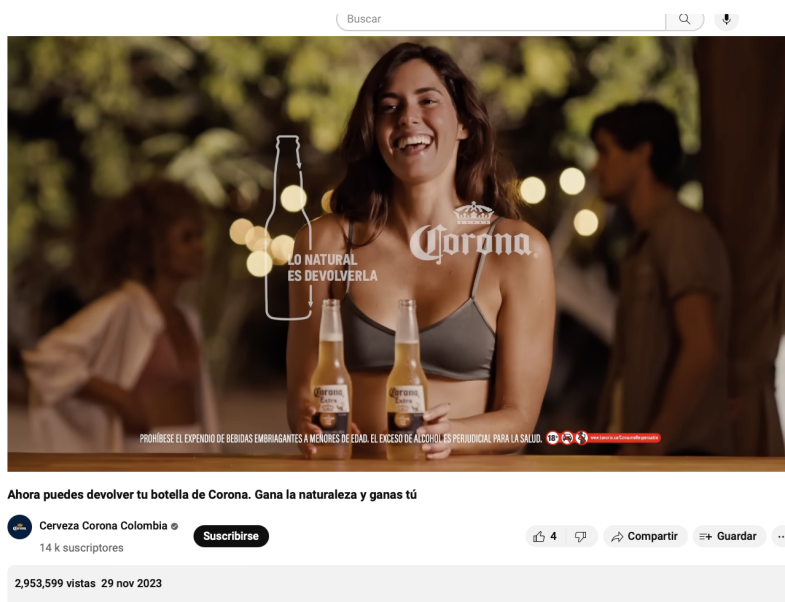 Buscar
LO NATURAL
ES DEVOLVERLA
Corona
Corona
Extra
Corona
Extra
PROHÍBESE EL EXPENDIO DE BEBIDAS EMBRIAGANTES A MENORES DE EDAD. EL EXCESO DE ALCOHOL ES PERJUDICIAL PARA LA SALUD. 18+
Ahora puedes devolver tu botella de Corona. Gana la naturaleza y ganas tú
Cerveza Corona Colombia
14 k suscriptores
Suscribirse
4
Compartir
Guardar
2,953,599 vistas 29 nov 2023